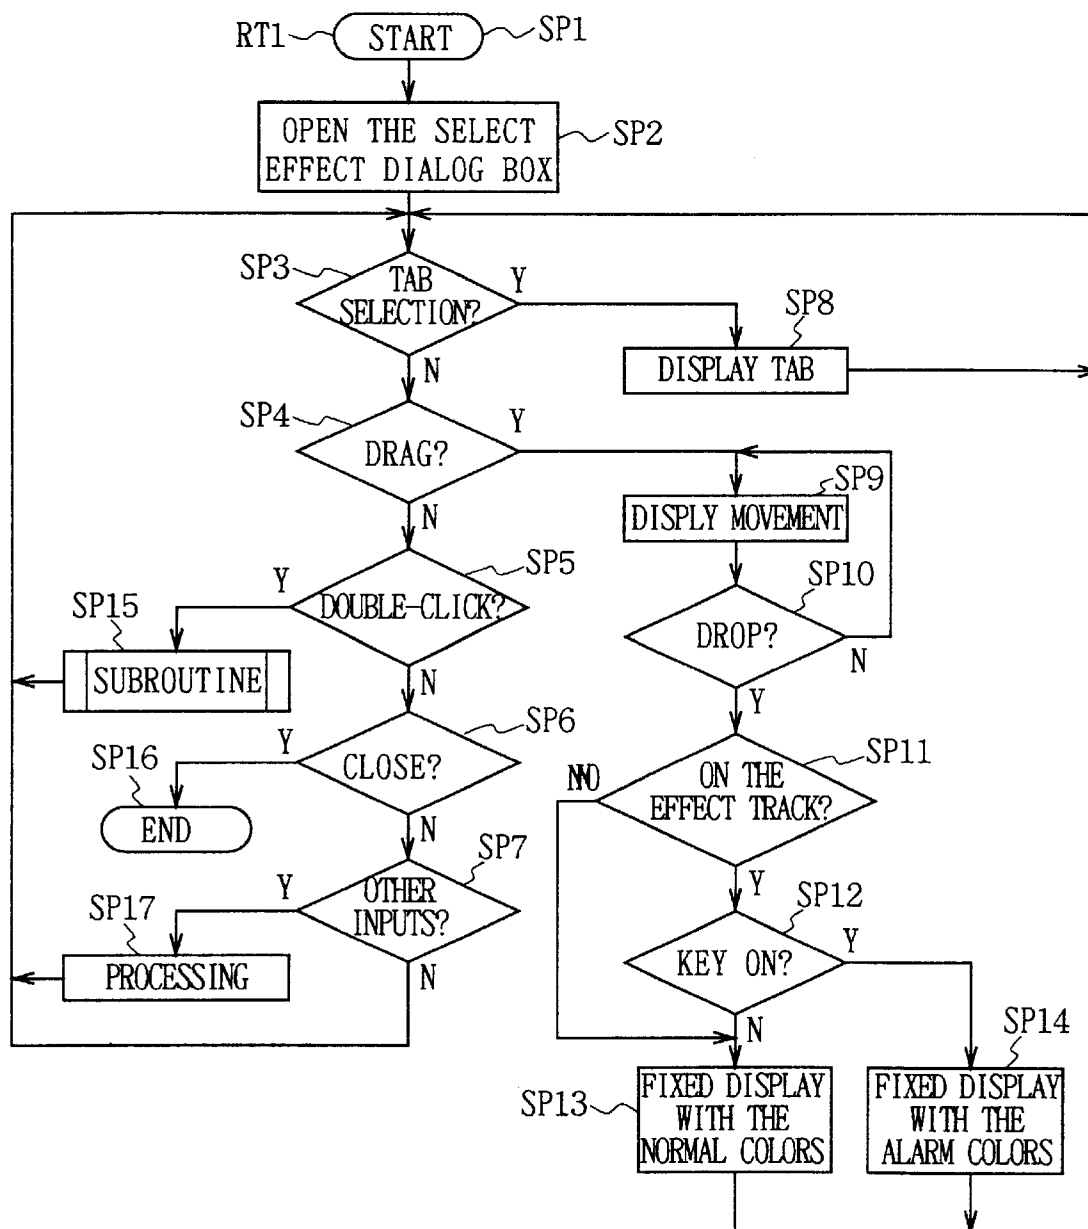 RT1
START
SP1
OPEN THE SELECT
EFFECT DIALOG BOX
SP2
SP3
TAB
SELECTION?
Y
N
SP8
DISPLAY TAB
SP4
DRAG?
Y
N
SP9
DISPLY MOVEMENT
SP5
DOUBLE-CLICK?
Y
N
SP10
DROP?
N
Y
SP15
SUBROUTINE
SP6
CLOSE?
Y
N
SP16
END
SP11
ON THE
EFFECT TRACK?
Y
SP7
OTHER
INPUTS?
Y
N
SP17
PROCESSING
SP12
KEY ON?
Y
N
SP13
FIXED DISPLAY
WITH THE
NORMAL COLORS
SP14
FIXED DISPLAY
WITH THE
ALARM COLORS